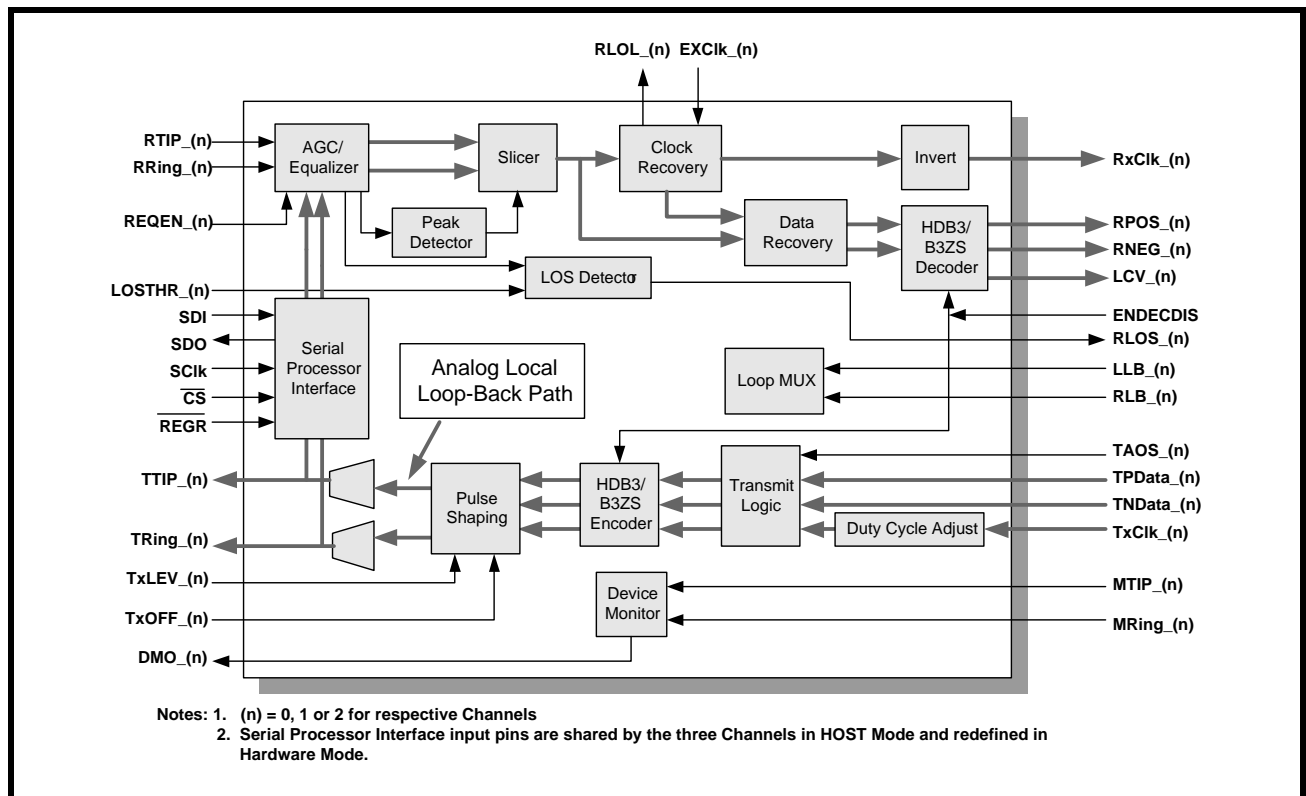 RLOL_(n) EXClk_(n)
RTIP_(n)
RRing_(n)
REQEN_(n)
LOSTHR_(n)
SDI
SDO
SClk
CS
REGR
TTIP_(n)
TRing_(n)
TxLEV_(n)
TxOFF_(n)
DMO_(n)
AGC/
Equalizer
Slicer
Clock
Recovery
Invert
Peak
Detector
Data
Recovery
HDB3/
B3ZS
Decoder
LOS Detector
Serial
Processor
Interface
Analog Local
Loop-Back Path
Loop MUX
Pulse
Shaping
HDB3/
B3ZS
Encoder
Transmit
Logic
Duty Cycle Adjust
Device
Monitor
RxClk_(n)
RPOS_(n)
RNEG_(n)
LCV_(n)
ENDECDIS
RLOS_(n)
LLB_(n)
RLB_(n)
TAOS_(n)
TPData_(n)
TNData_(n)
TxClk_(n)
MTIP_(n)
MRing_(n)
Notes: 1. (n) = 0, 1 or 2 for respective Channels
2. Serial Processor Interface input pins are shared by the three Channels in HOST Mode and redefined in
Hardware Mode.